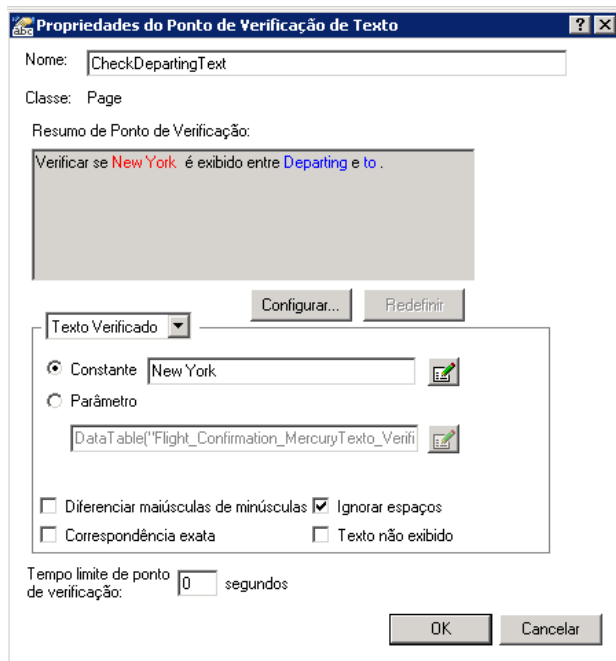 Propriedades do Ponto de Verificação de Texto
Nome: CheckDepartingText
Classe: Page
Resumo de Ponto de Verificação:
Verificar se New York é exibido entre Departing e to .
Configurar... Redefinir
Texto Verificado
Constante New York
Parâmetro
DataTable("Flight_Confirmation_MercuryTexto_Verifi
Diferenciar maiúsculas de minúsculas Ignorar espaços
Correspondência exata Texto não exibido
Tempo limite de ponto
de verificação: 0 segundos
OK Cancelar